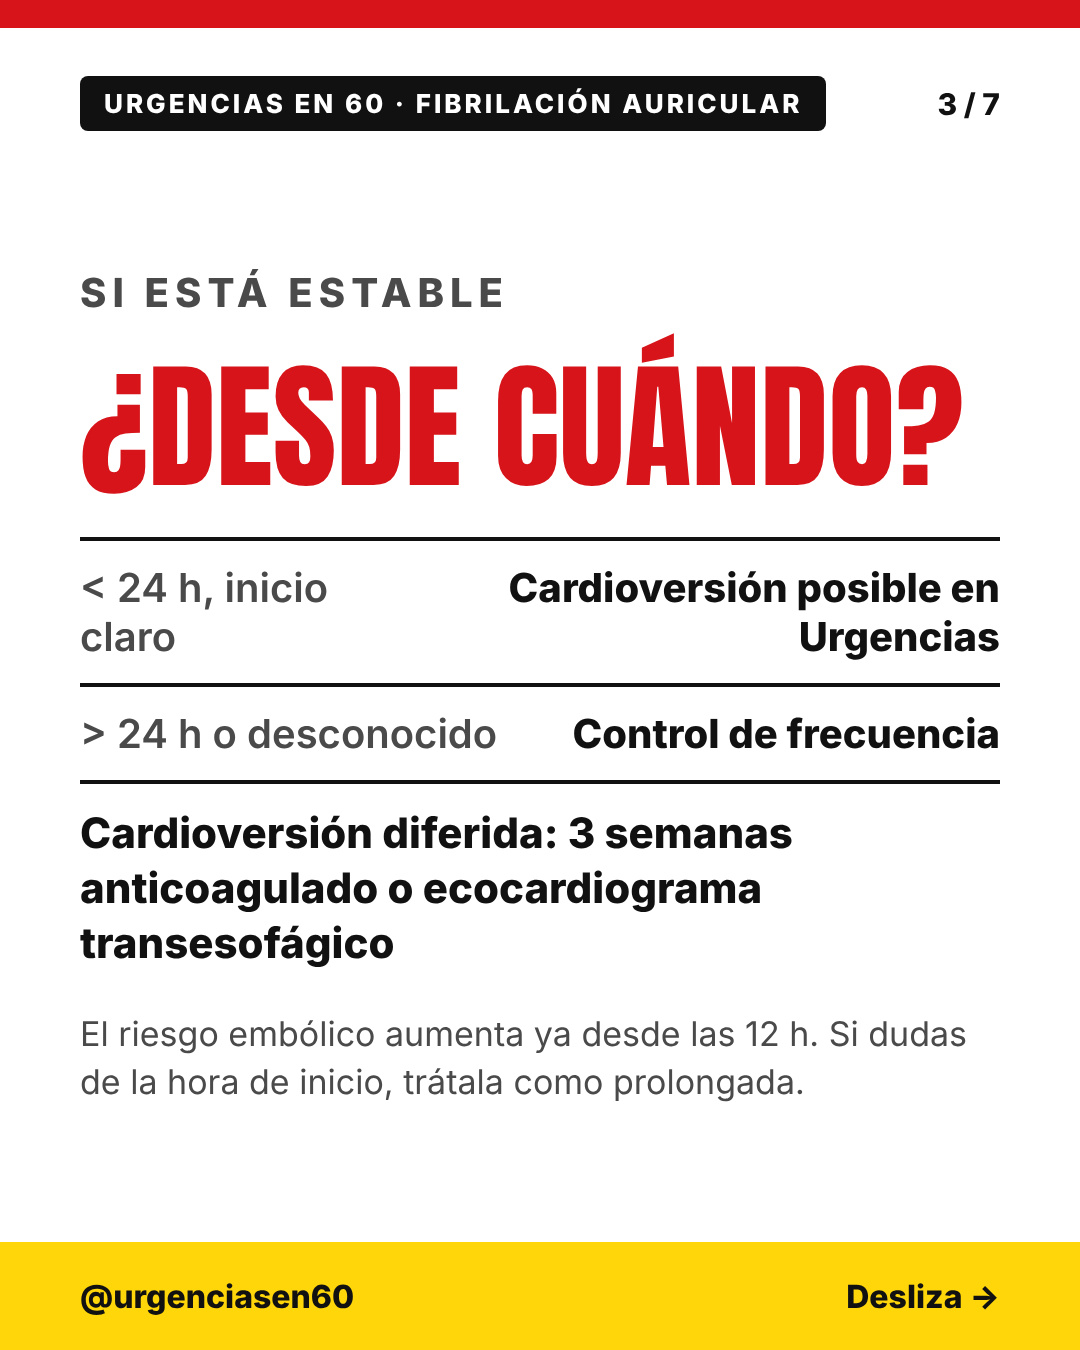 URGENCIAS EN 60 · FIBRILACIÓN AURICULAR
3 / 7
SI ESTÁ ESTABLE
¿DESDE CUÁNDO?
< 24 h, inicio
claro
Cardioversión posible en
Urgencias
> 24 h o desconocido
Control de frecuencia
Cardioversión diferida: 3 semanas
anticoagulado o ecocardiograma
transesofágico
El riesgo embólico aumenta ya desde las 12 h. Si dudas
de la hora de inicio, trátala como prolongada.
@urgenciasen60
Desliza →